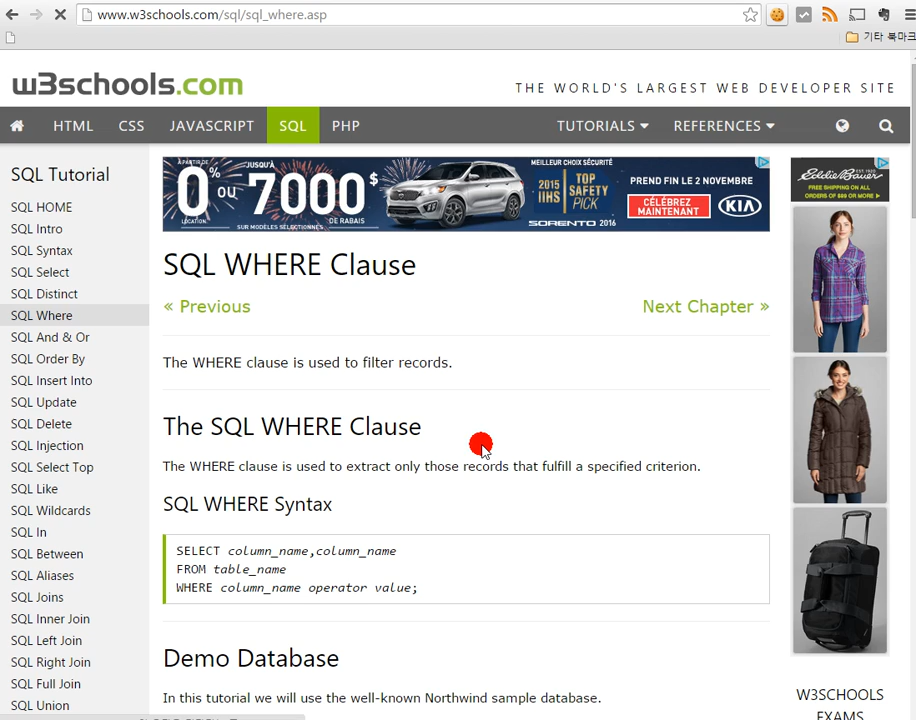 www.w3schools.com/sql/sql_where.asp
기타 북마크
w3schools.com
THE WORLD'S LARGEST WEB DEVELOPER SITE
HTML CSS JAVASCRIPT SQL PHP TUTORIALS REFERENCES
SQL Tutorial
SQL HOME
SQL Intro
SQL Syntax
SQL Select
SQL Distinct
SQL Where
SQL And & Or
SQL Order By
SQL Insert Into
SQL Update
SQL Delete
SQL Injection
SQL Select Top
SQL Like
SQL Wildcards
SQL In
SQL Between
SQL Aliases
SQL Joins
SQL Inner Join
SQL Left Join
SQL Right Join
SQL Full Join
SQL Union
À PARTIR DE
0% OU
LOCATION.
JUSQU'À
7000$
DE RABAIS
SUR MODÈLES SÉLECTIONNÉS.
MEILLEUR CHOIX SÉCURITÉ
2015 IIHS TOP SAFETY PICK
SORENTO 2016
PREND FIN LE 2 NOVEMBRE
CÉLÉBREZ
MAINTENANT
KIA
SQL WHERE Clause
« Previous Next Chapter »
The WHERE clause is used to filter records.
The SQL WHERE Clause
The WHERE clause is used to extract only those records that fulfill a specified criterion.
SQL WHERE Syntax
SELECT column_name,column_name
FROM table_name
WHERE column_name operator value;
Demo Database
In this tutorial we will use the well-known Northwind sample database.
Eddie Bauer
FREE SHIPPING ON ALL
ORDERS OF $89 OR MORE
W3SCHOOLS
EXAMS